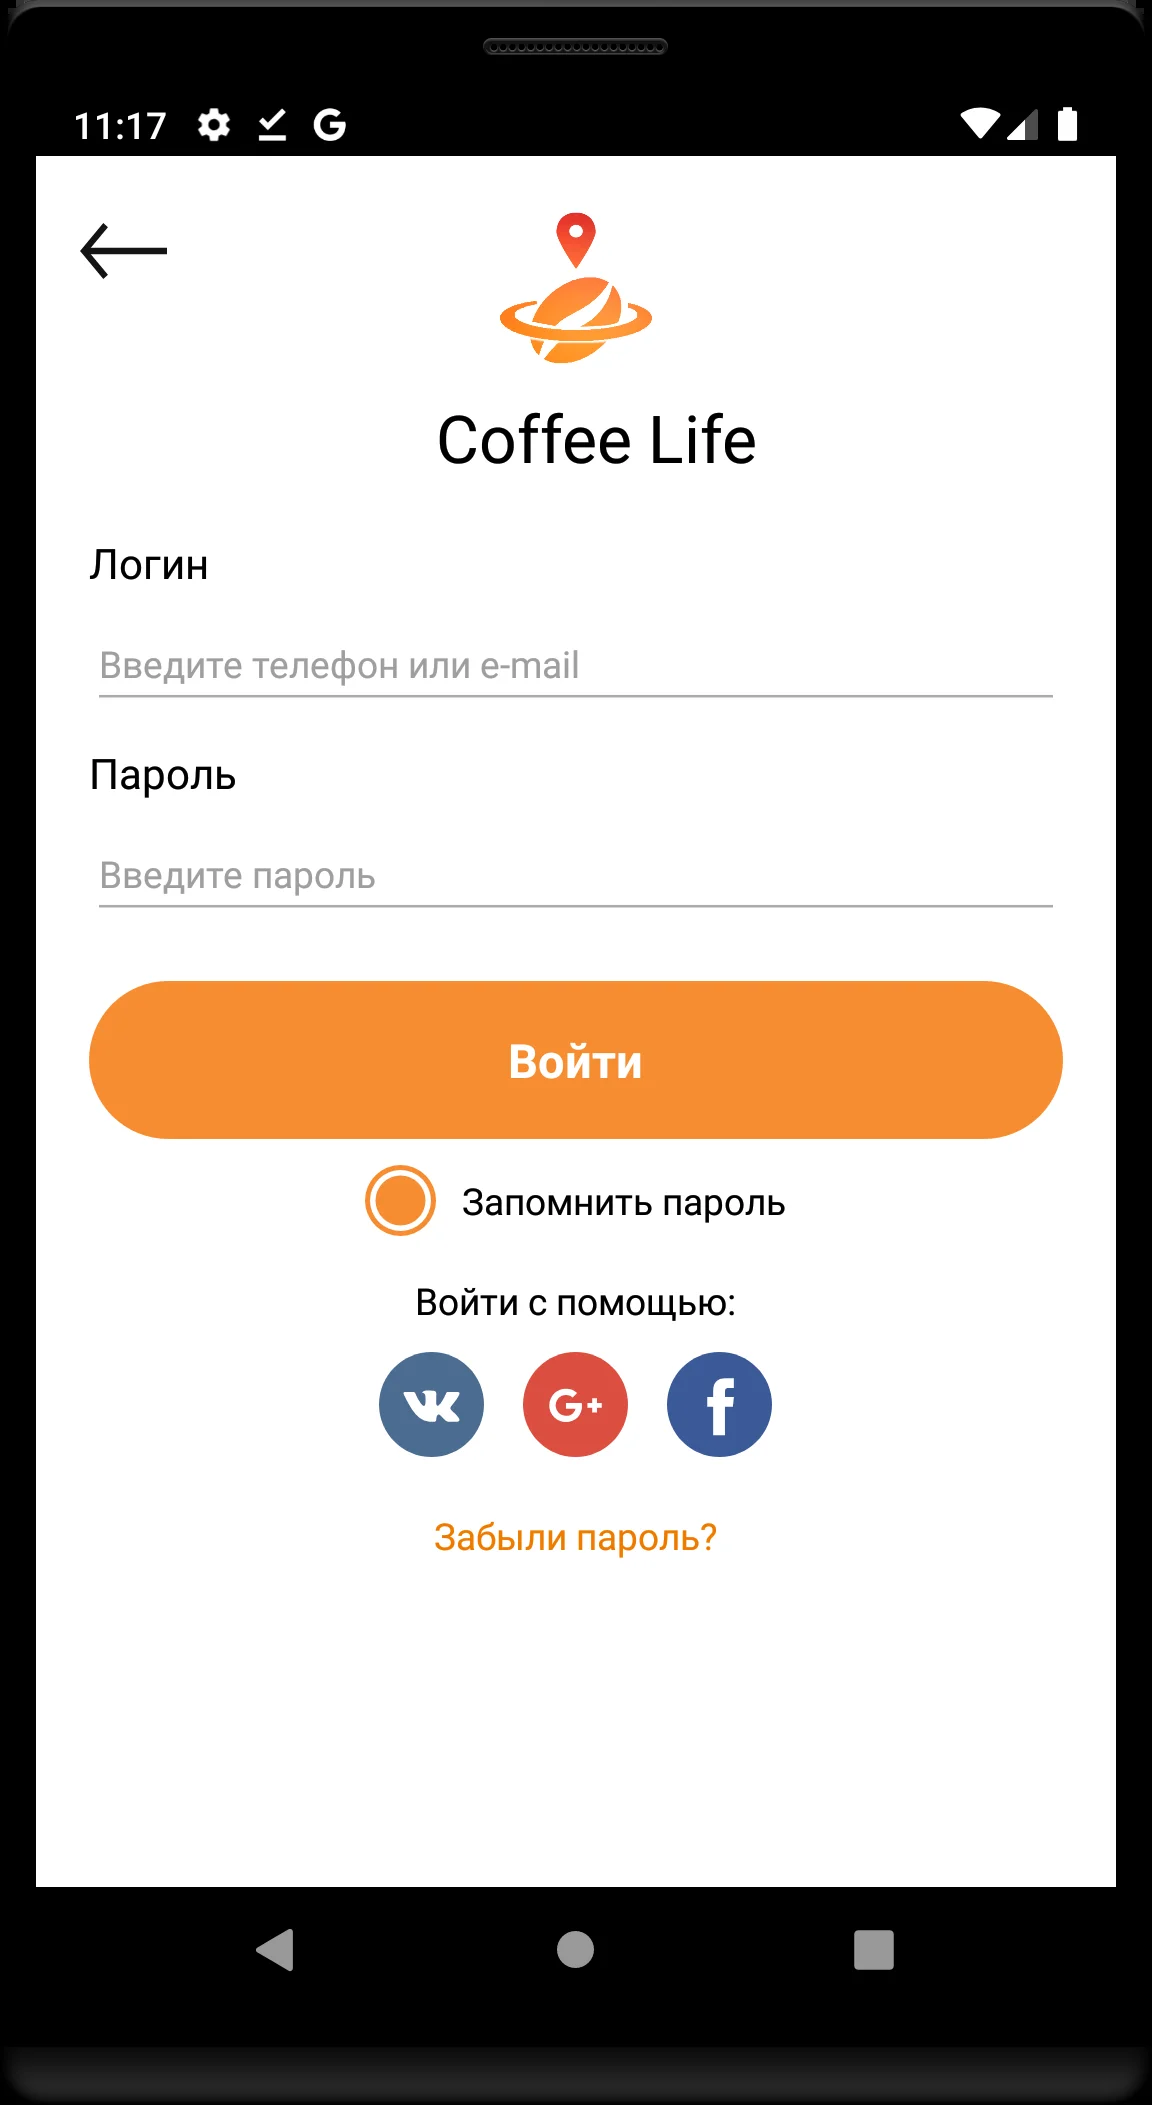 11:17
Coffee Life
Логин
Введите телефон или e-mail
Пароль
Введите пароль
Войти
Запомнить пароль
Войти с помощью:
Забыли пароль?